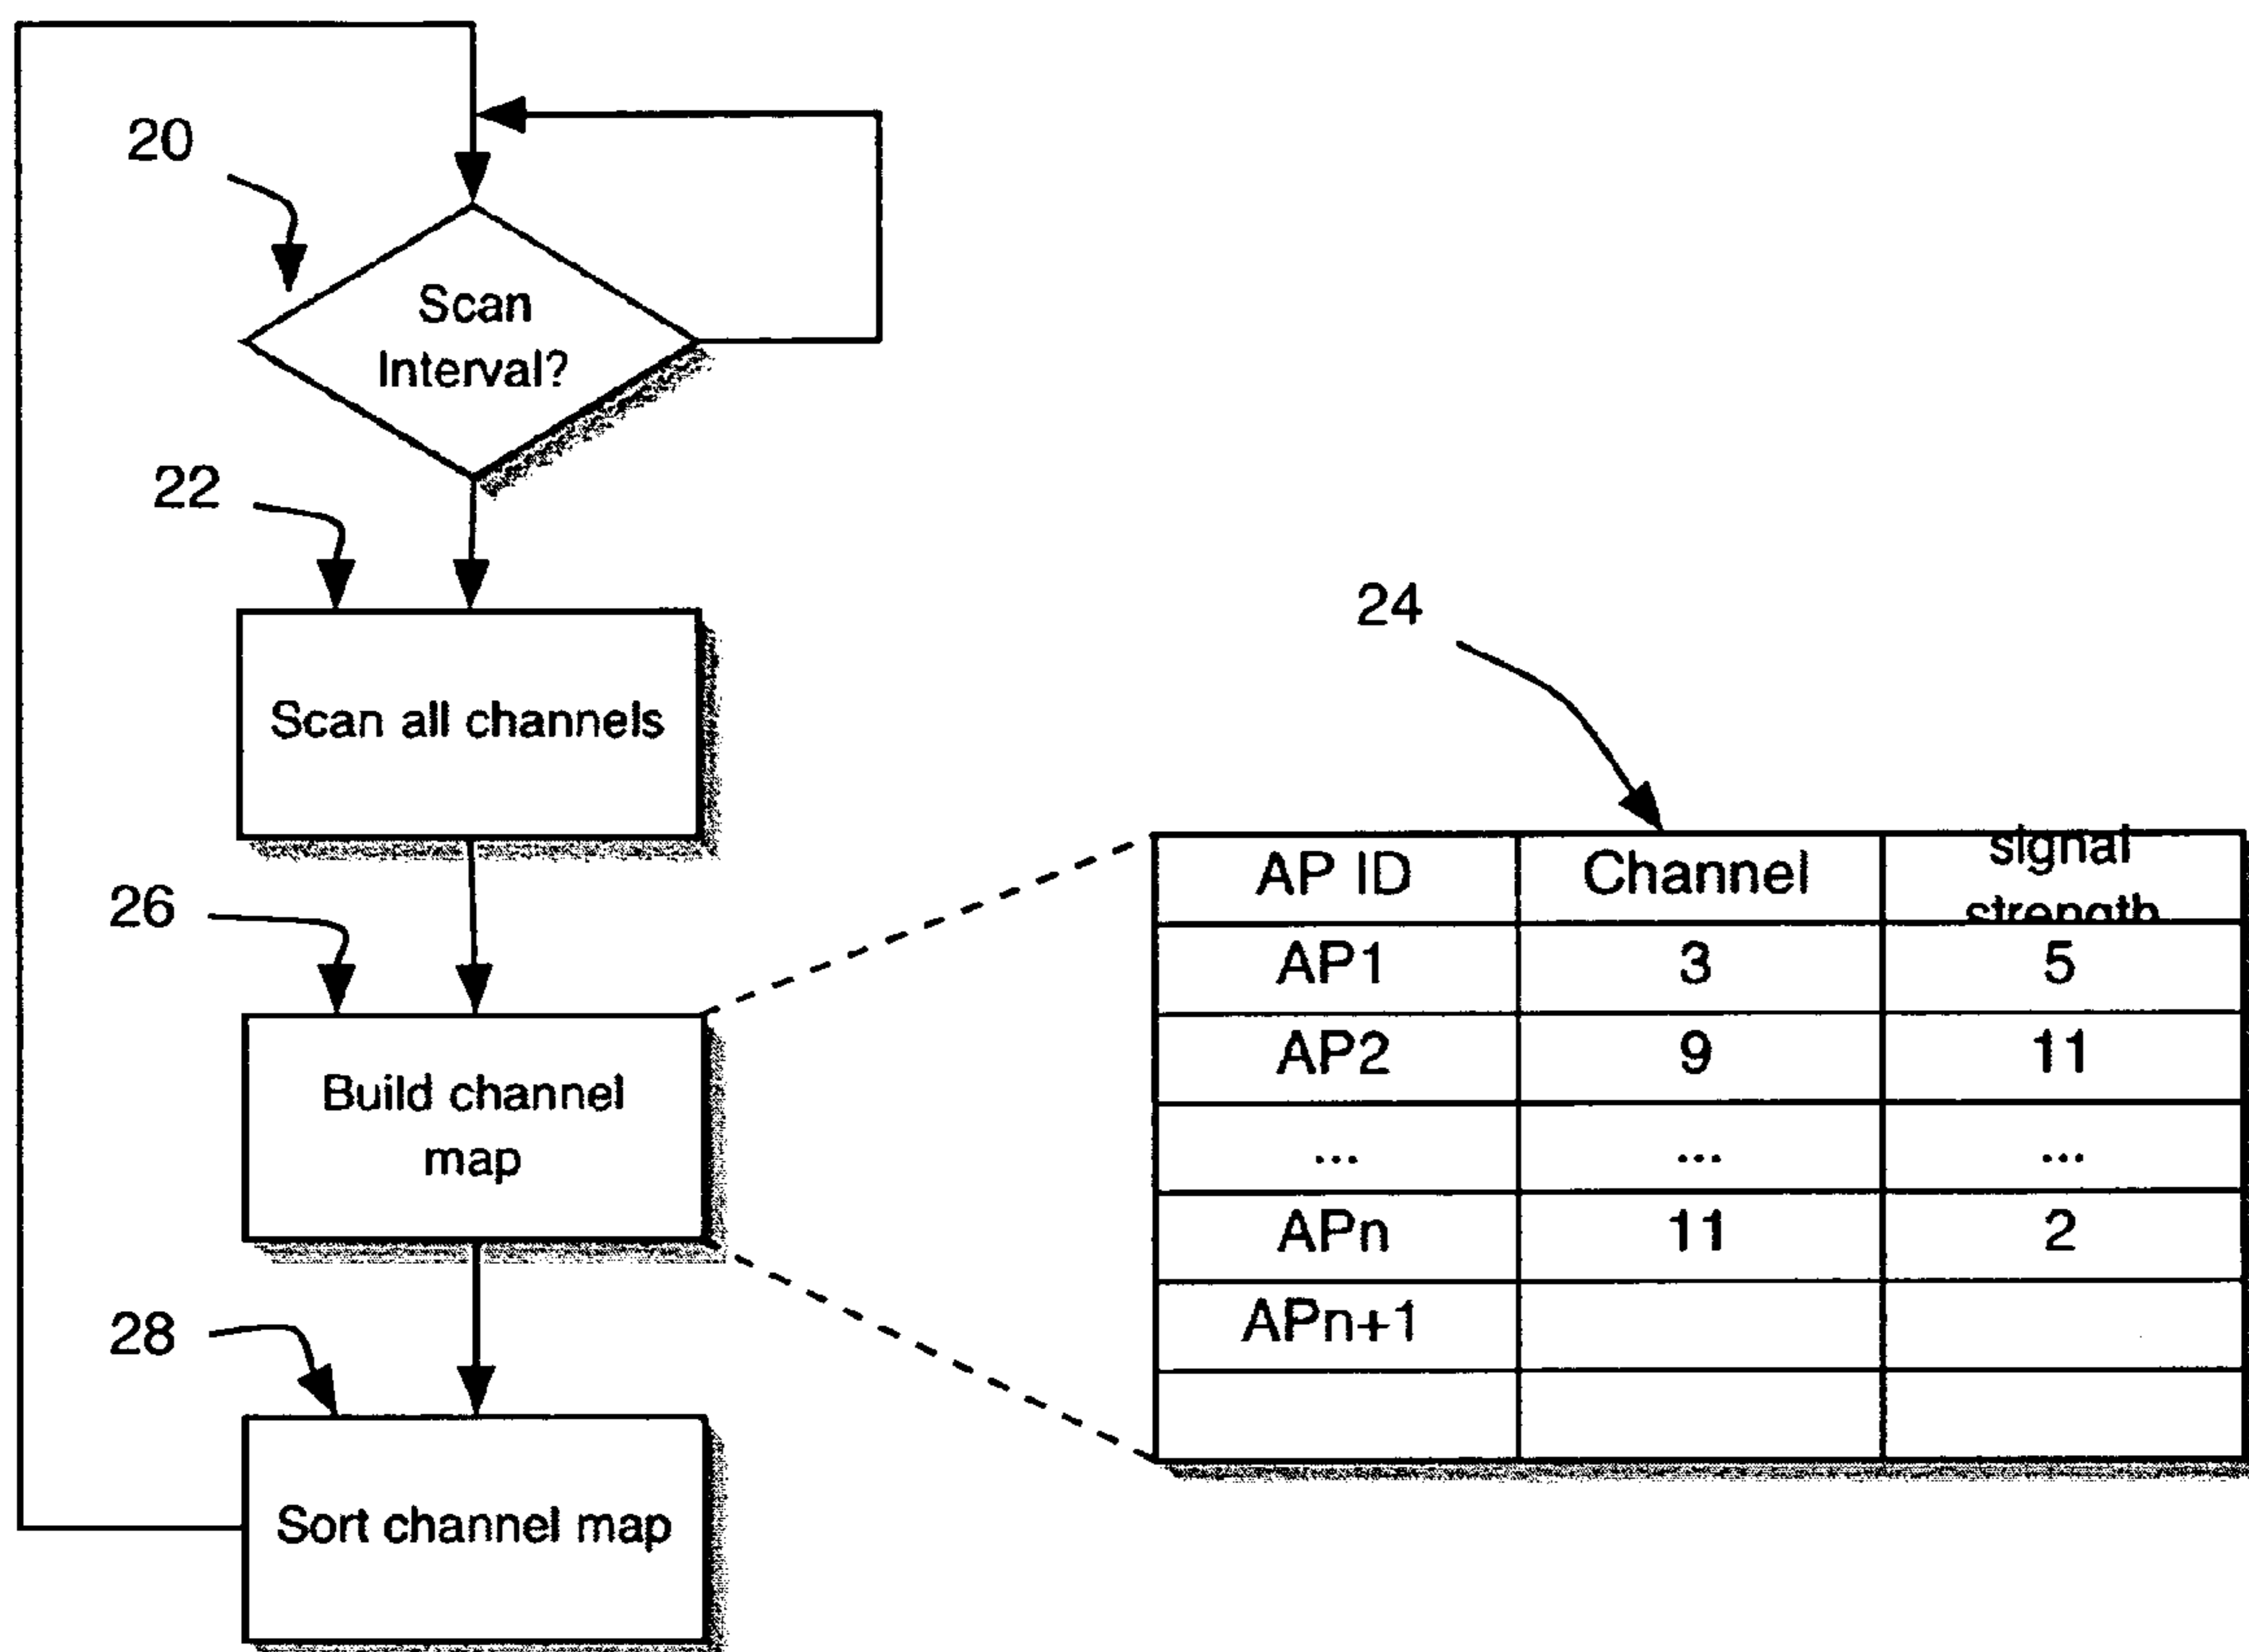 20
Scan
Interval?
22
Scan all channels
24
26
Build channel
map
28
Sort channel map
AP ID Channel signal
strength
AP1 3 5
AP2 9 11
... ... ...
APn 11 2
APn+1